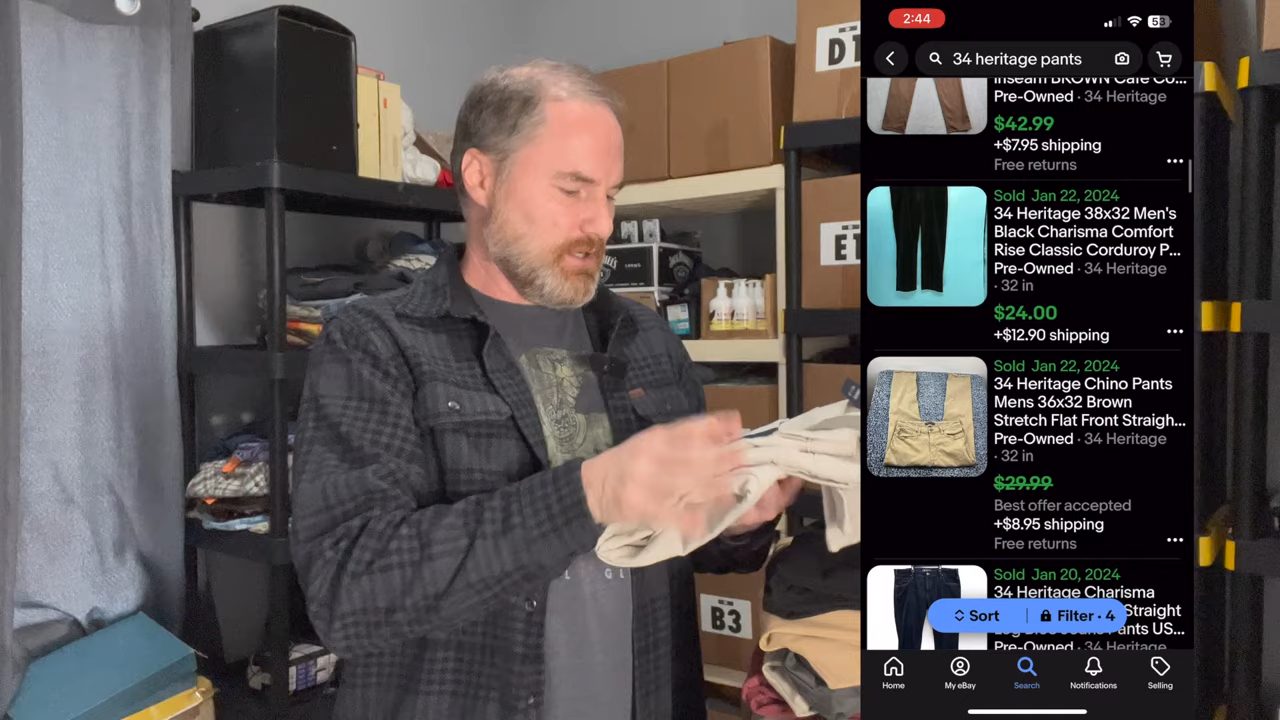 2:44
53
34 heritage pants
Inseam BROWN Cafe Co...
Pre-Owned · 34 Heritage
$42.99
+$7.95 shipping
Free returns
Sold Jan 22, 2024
34 Heritage 38x32 Men's
Black Charisma Comfort
Rise Classic Corduroy P...
Pre-Owned · 34 Heritage
· 32 in
$24.00
+$12.90 shipping
Sold Jan 22, 2024
34 Heritage Chino Pants
Mens 36x32 Brown
Stretch Flat Front Straigh...
Pre-Owned · 34 Heritage
· 32 in
$29.99
Best offer accepted
+$8.95 shipping
Free returns
Sold Jan 20, 2024
34 Heritage Charisma
Straight
Pants US...
Sort
Filter · 4
Home
My eBay
Search
Notifications
Selling
D1
E1
B3
G L